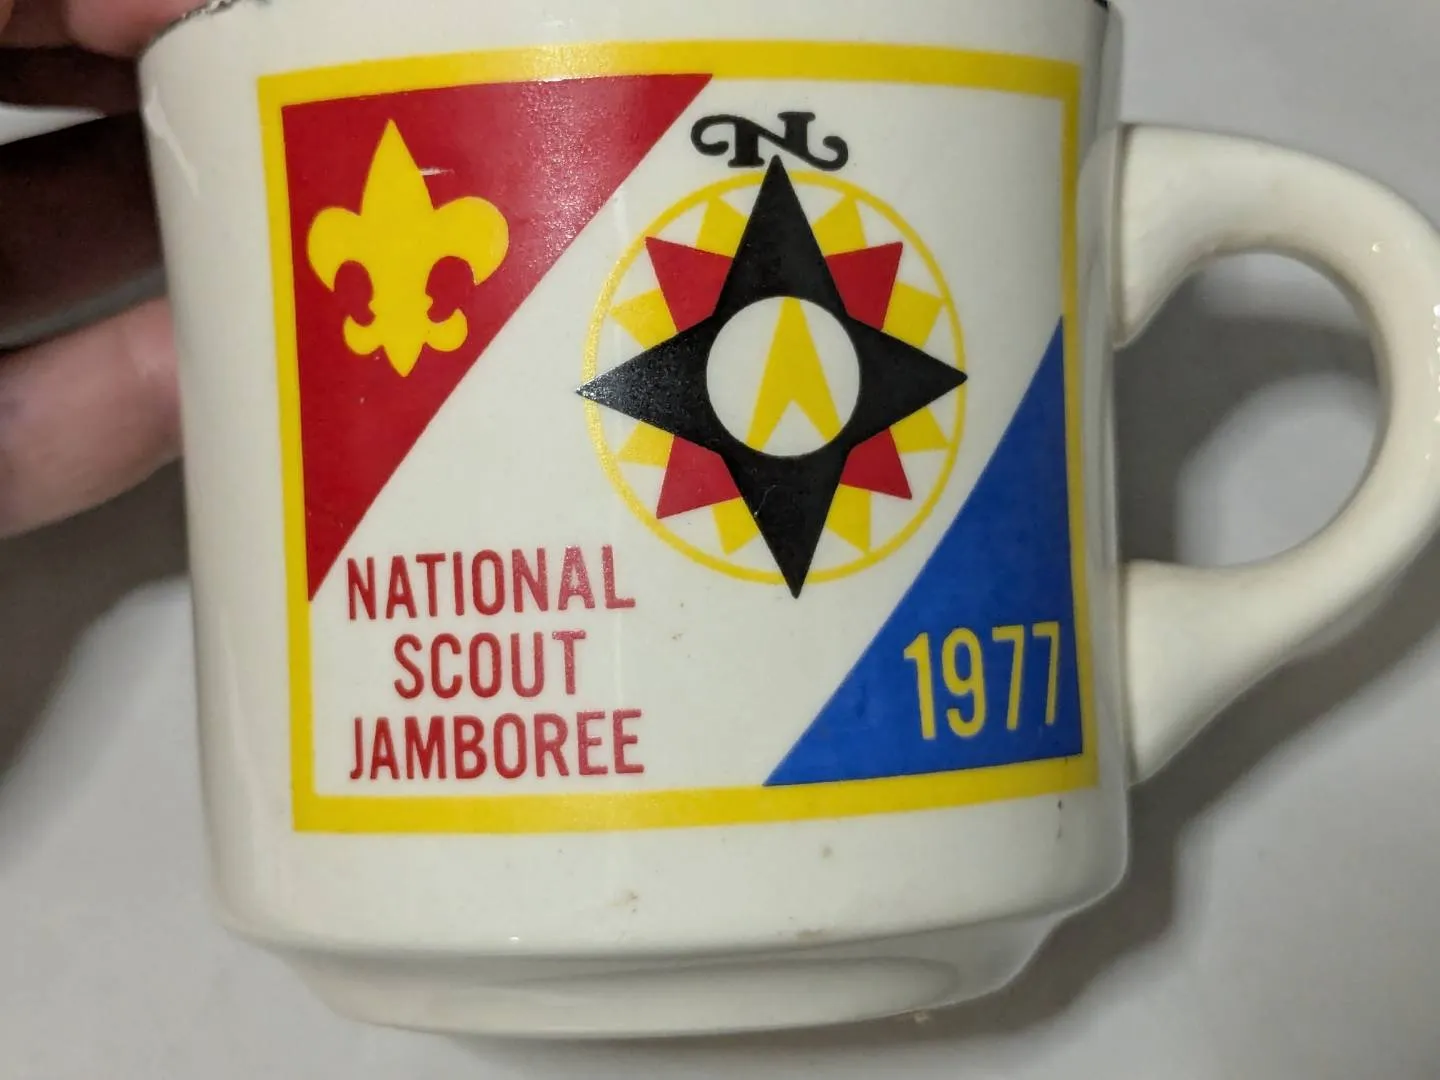 N
NATIONAL
SCOUT
JAMBOREE
1977